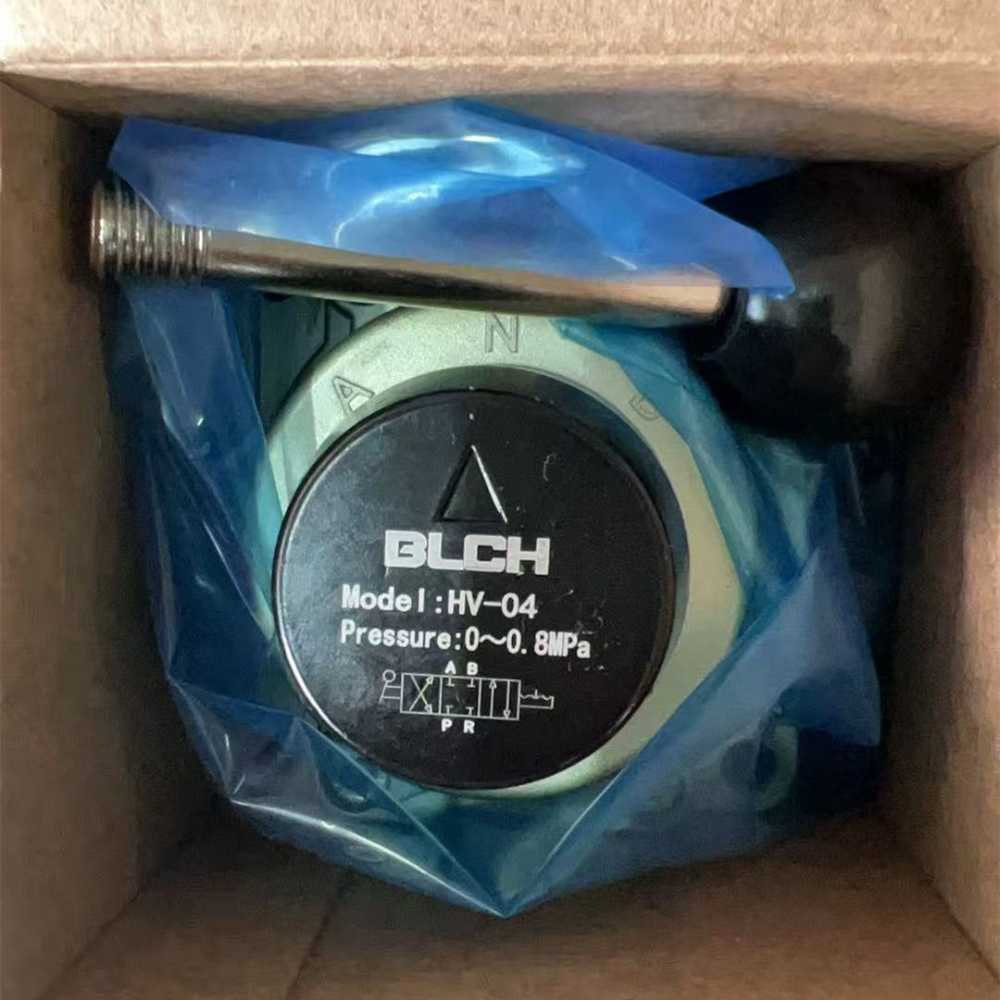 N
A
B
BLCH
Model:HV-04
Pressure:0~0.8MPa
A B
P R